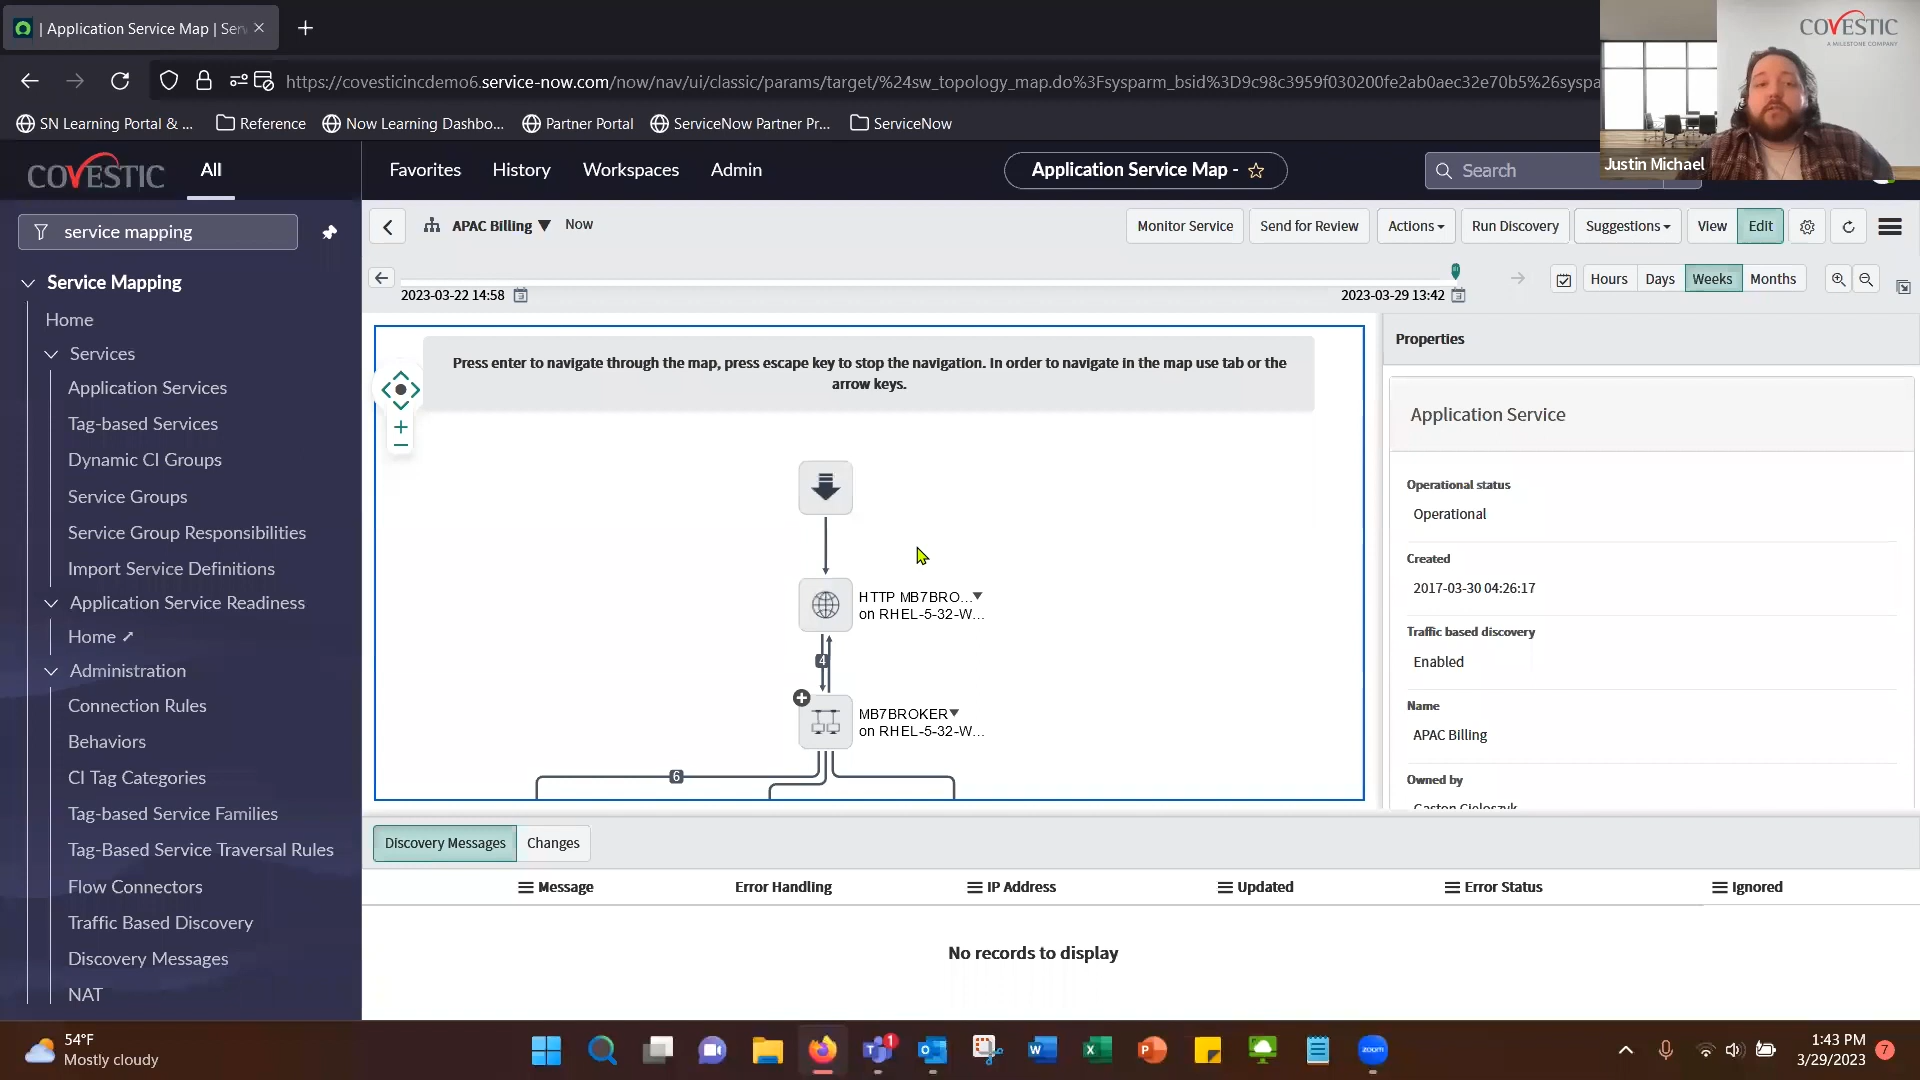 | Application Service Map | Serv
https://covesticincdemo6.service-now.com/now/nav/ui/classic/params/target/%24sw_topology_map.do%3Fsysparm_bsid%3D9c98c3959f030200fe2ab0aec32e70b5%26syspa
SN Learning Portal & ...
Reference
Now Learning Dashbo...
Partner Portal
ServiceNow Partner Pr...
ServiceNow
COVESTIC
A MILESTONE COMPANY
Justin Michael
COVESTIC
All
Favorites
History
Workspaces
Admin
Application Service Map -
Search
service mapping
Service Mapping
Home
Services
Application Services
Tag-based Services
Dynamic CI Groups
Service Groups
Service Group Responsibilities
Import Service Definitions
Application Service Readiness
Home
Administration
Connection Rules
Behaviors
CI Tag Categories
Tag-based Service Families
Tag-Based Service Traversal Rules
Flow Connectors
Traffic Based Discovery
Discovery Messages
NAT
APAC Billing
Now
Monitor Service
Send for Review
Actions
Run Discovery
Suggestions
View
Edit
2023-03-22 14:58
2023-03-29 13:42
Hours
Days
Weeks
Months
Press enter to navigate through the map, press escape key to stop the navigation. In order to navigate in the map use tab or the
arrow keys.
HTTP MB7BRO...
on RHEL-5-32-W...
4
MB7BROKER
on RHEL-5-32-W...
6
Properties
Application Service
Operational status
Operational
Created
2017-03-30 04:26:17
Traffic based discovery
Enabled
Name
APAC Billing
Owned by
Discovery Messages
Changes
Message
Error Handling
IP Address
Updated
Error Status
Ignored
No records to display
54°F
Mostly cloudy
1
zoom
1:43 PM
3/29/2023
7